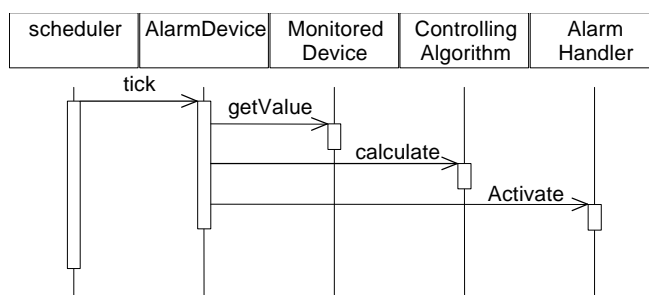 scheduler
AlarmDevice
Monitored
Device
Controlling
Algorithm
Alarm
Handler
tick
getValue
calculate
Activate